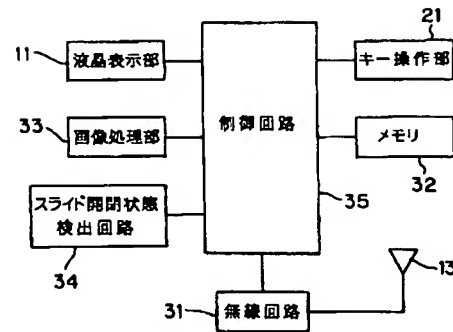 11 液晶表示部
33 画像処理部
スライド開閉状態
検出回路
34
制御回路
35
21
キー操作部
メモリ
32
13
31 無線回路